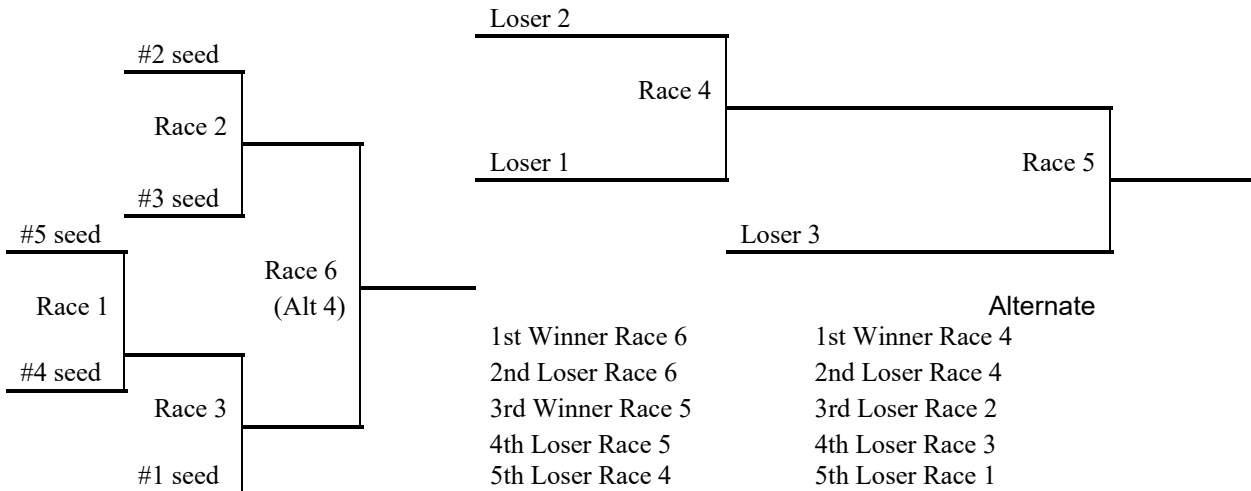 Loser 2
#2 seed
Race 4
Race 2
Loser 1
Race 5
#3 seed
#5 seed
Loser 3
Race 6
(Alt 4)
Race 1
Alternate
1st Winner Race 6
1st Winner Race 4
#4 seed
2nd Loser Race 6
2nd Loser Race 4
Race 3
3rd Winner Race 5
3rd Loser Race 2
4th Loser Race 5
4th Loser Race 3
#1 seed
5th Loser Race 4
5th Loser Race 1